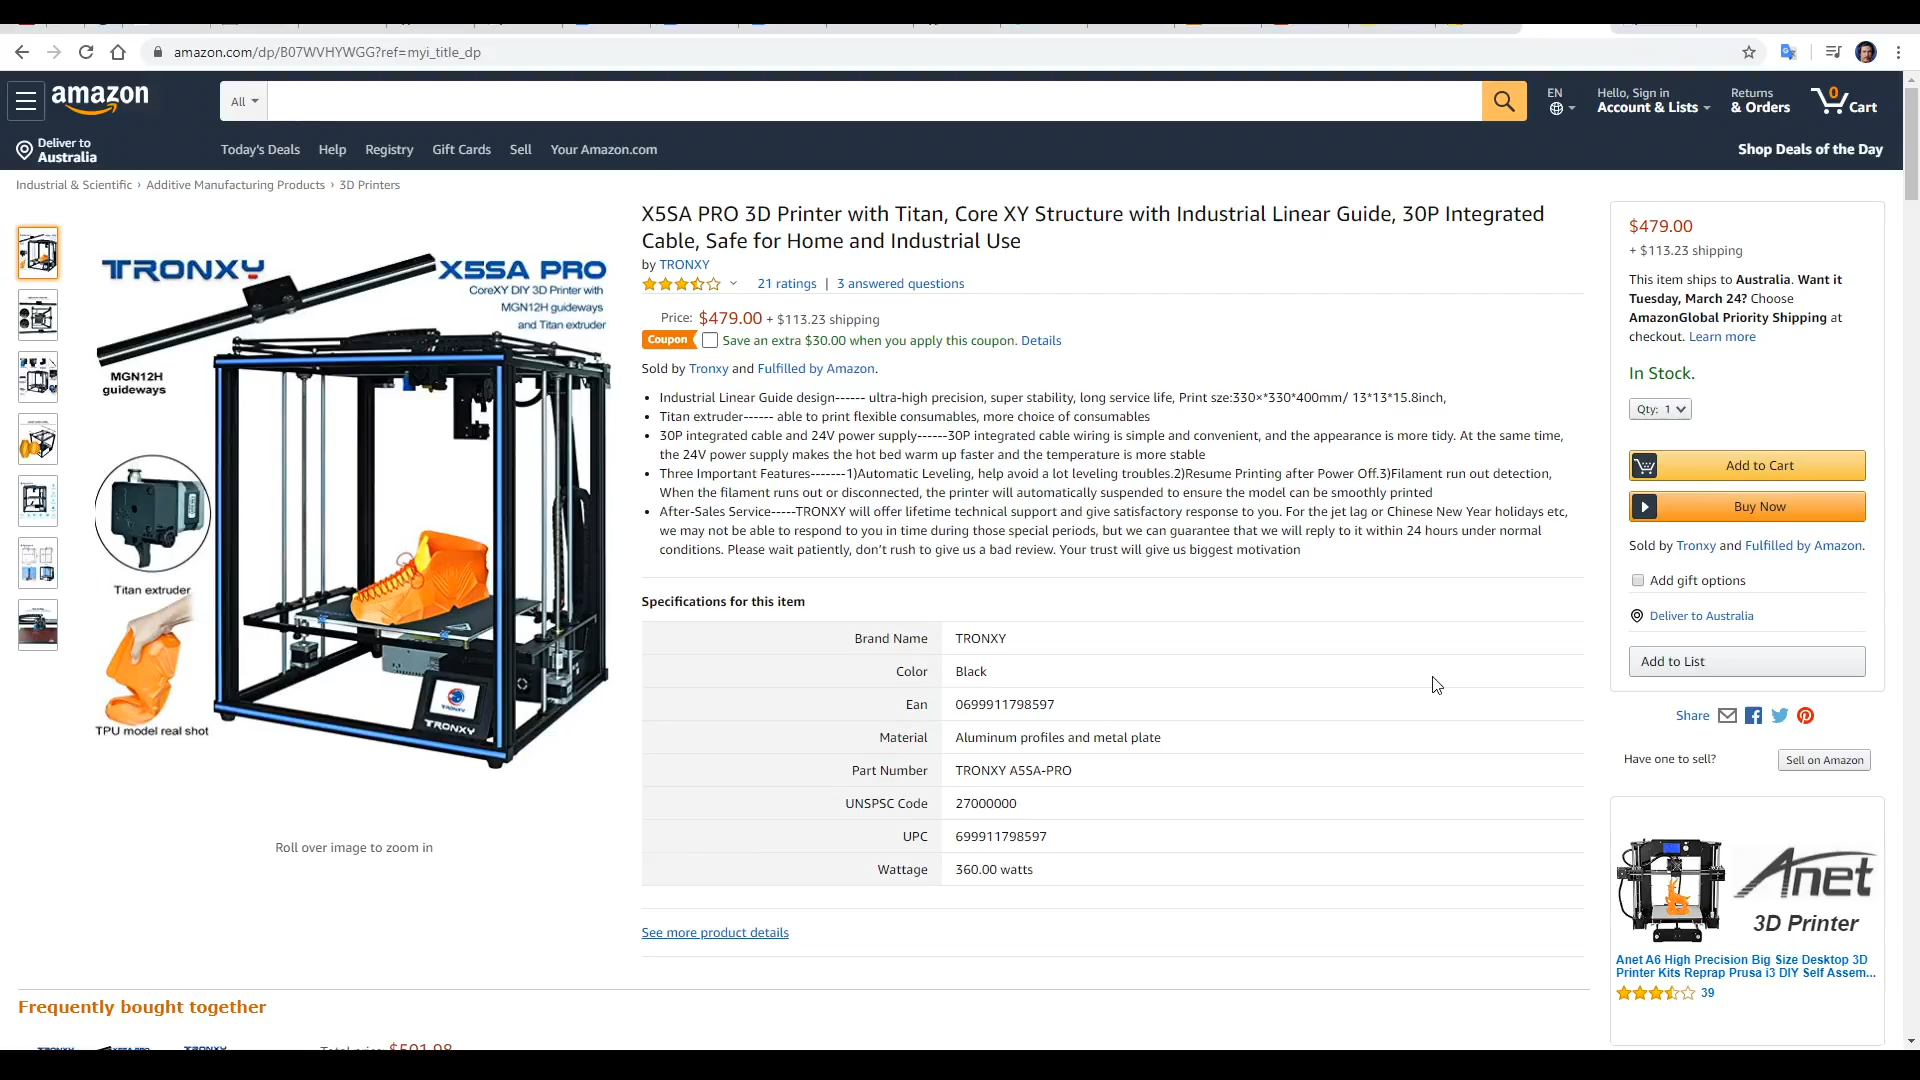 amazon.com/dp/B07WVHYWGG?ref=myi_title_dp
amazon
All
EN
Hello, Sign in
Account & Lists
Returns
& Orders
0
Cart
Deliver to
Australia
Today's Deals
Help
Registry
Gift Cards
Sell
Your Amazon.com
Shop Deals of the Day
Industrial & Scientific › Additive Manufacturing Products › 3D Printers
TRONXY
X5SA PRO
CoreXY DIY 3D Printer with
MGN12H guideways
and Titan extruder
MGN12H
guideways
Titan extruder
TPU model real shot
TRONXY
Roll over image to zoom in
X5SA PRO 3D Printer with Titan, Core XY Structure with Industrial Linear Guide, 30P Integrated
Cable, Safe for Home and Industrial Use
by TRONXY
21 ratings | 3 answered questions
Price: $479.00 + $113.23 shipping
Coupon Save an extra $30.00 when you apply this coupon. Details
Sold by Tronxy and Fulfilled by Amazon.
• Industrial Linear Guide design------ ultra-high precision, super stability, long service life, Print size:330×*330*400mm/ 13*13*15.8inch,
• Titan extruder------ able to print flexible consumables, more choice of consumables
• 30P integrated cable and 24V power supply------30P integrated cable wiring is simple and convenient, and the appearance is more tidy. At the same time,
the 24V power supply makes the hot bed warm up faster and the temperature is more stable
• Three Important Features-------1)Automatic Leveling, help avoid a lot leveling troubles.2)Resume Printing after Power Off.3)Filament run out detection,
When the filament runs out or disconnected, the printer will automatically suspended to ensure the model can be smoothly printed
• After-Sales Service-----TRONXY will offer lifetime technical support and give satisfactory response to you. For the jet lag or Chinese New Year holidays etc,
we may not be able to respond to you in time during those special periods, but we can guarantee that we will reply to it within 24 hours under normal
conditions. Please wait patiently, don't rush to give us a bad review. Your trust will give us biggest motivation
Specifications for this item
Brand Name TRONXY
Color Black
Ean 0699911798597
Material Aluminum profiles and metal plate
Part Number TRONXY A5SA-PRO
UNSPSC Code 27000000
UPC 699911798597
Wattage 360.00 watts
See more product details
$479.00
+ $113.23 shipping
This item ships to Australia. Want it
Tuesday, March 24? Choose
AmazonGlobal Priority Shipping at
checkout. Learn more
In Stock.
Qty: 1
Add to Cart
Buy Now
Sold by Tronxy and Fulfilled by Amazon.
Add gift options
Deliver to Australia
Add to List
Share
Have one to sell?
Sell on Amazon
Anet
3D Printer
Anet A6 High Precision Big Size Desktop 3D
Printer Kits Reprap Prusa i3 DIY Self Assem...
39
Frequently bought together
Total price: $501.98